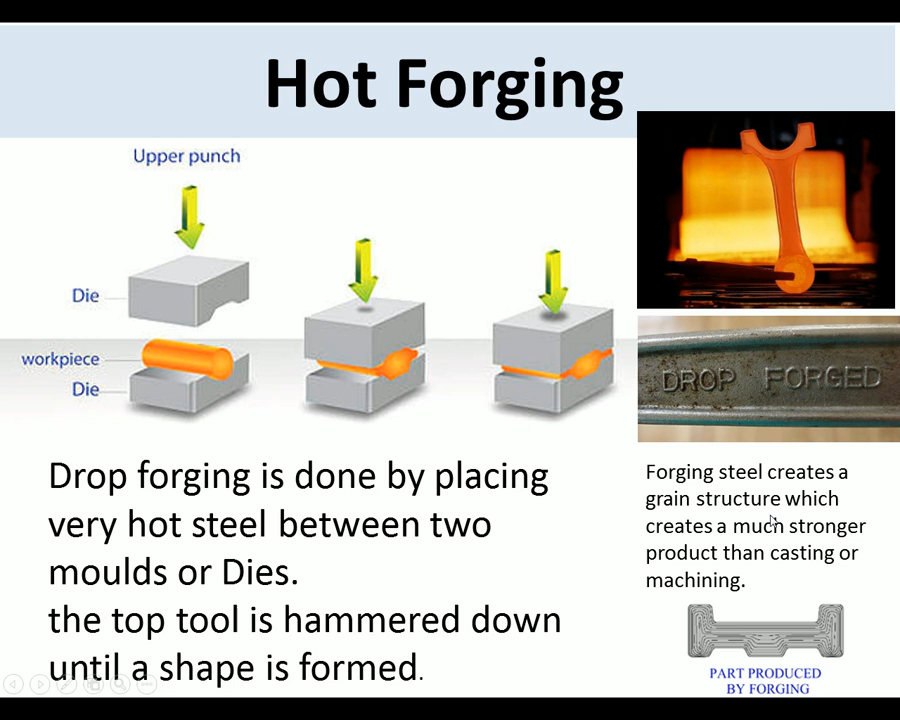 Hot Forging
Upper punch
Die
workpiece
Die
DROP FORGED
Drop forging is done by placing
very hot steel between two
moulds or Dies.
the top tool is hammered down
until a shape is formed.
Forging steel creates a
grain structure which
creates a much stronger
product than casting or
machining.
PART PRODUCED
BY FORGING